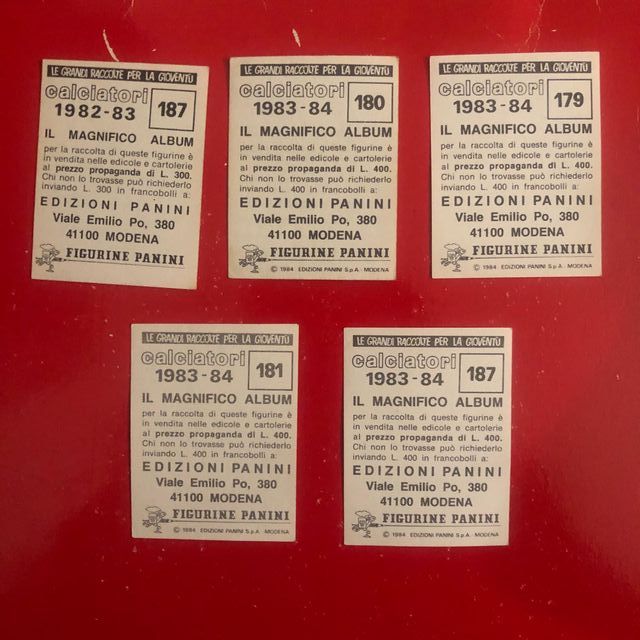 LE GRANDI RACCOLTE PER LA GIOVENTÙ
calciatori
1982-83
187
IL MAGNIFICO ALBUM
per la raccolta di queste figurine è
in vendita nelle edicole e cartolerie
al prezzo propaganda di L. 300.
Chi non lo trovasse può richiederlo
inviando L. 300 in francobolli a:
EDIZIONI PANINI
Viale Emilio Po, 380
41100 MODENA
FIGURINE PANINI
LE GRANDI RACCOLTE PER LA GIOVENTÙ
calciatori
1983-84
180
IL MAGNIFICO ALBUM
per la raccolta di queste figurine è
in vendita nelle edicole e cartolerie
al prezzo propaganda di L. 400.
Chi non lo trovasse può richiederlo
inviando L. 400 in francobolli a:
EDIZIONI PANINI
Viale Emilio Po, 380
41100 MODENA
FIGURINE PANINI
© 1984 EDIZIONI PANINI S.p.A. - MODENA
LE GRANDI RACCOLTE PER LA GIOVENTÙ
calciatori
1983-84
179
IL MAGNIFICO ALBUM
per la raccolta di queste figurine è
in vendita nelle edicole e cartolerie
al prezzo propaganda di L. 400.
Chi non lo trovasse può richiederlo
inviando L. 400 in francobolli a:
EDIZIONI PANINI
Viale Emilio Po, 380
41100 MODENA
FIGURINE PANINI
© 1984 EDIZIONI PANINI S.p.A. - MODENA
LE GRANDI RACCOLTE PER LA GIOVENTÙ
calciatori
1983-84
181
IL MAGNIFICO ALBUM
per la raccolta di queste figurine è
in vendita nelle edicole e cartolerie
al prezzo propaganda di L. 400.
Chi non lo trovasse può richiederlo
inviando L. 400 in francobolli a:
EDIZIONI PANINI
Viale Emilio Po, 380
41100 MODENA
FIGURINE PANINI
© 1984 EDIZIONI PANINI S.p.A. - MODENA
LE GRANDI RACCOLTE PER LA GIOVENTÙ
calciatori
1983-84
187
IL MAGNIFICO ALBUM
per la raccolta di queste figurine è
in vendita nelle edicole e cartolerie
al prezzo propaganda di L. 400.
Chi non lo trovasse può richiederlo
inviando L. 400 in francobolli a:
EDIZIONI PANINI
Viale Emilio Po, 380
41100 MODENA
FIGURINE PANINI
© 1984 EDIZIONI PANINI S.p.A. - MODENA